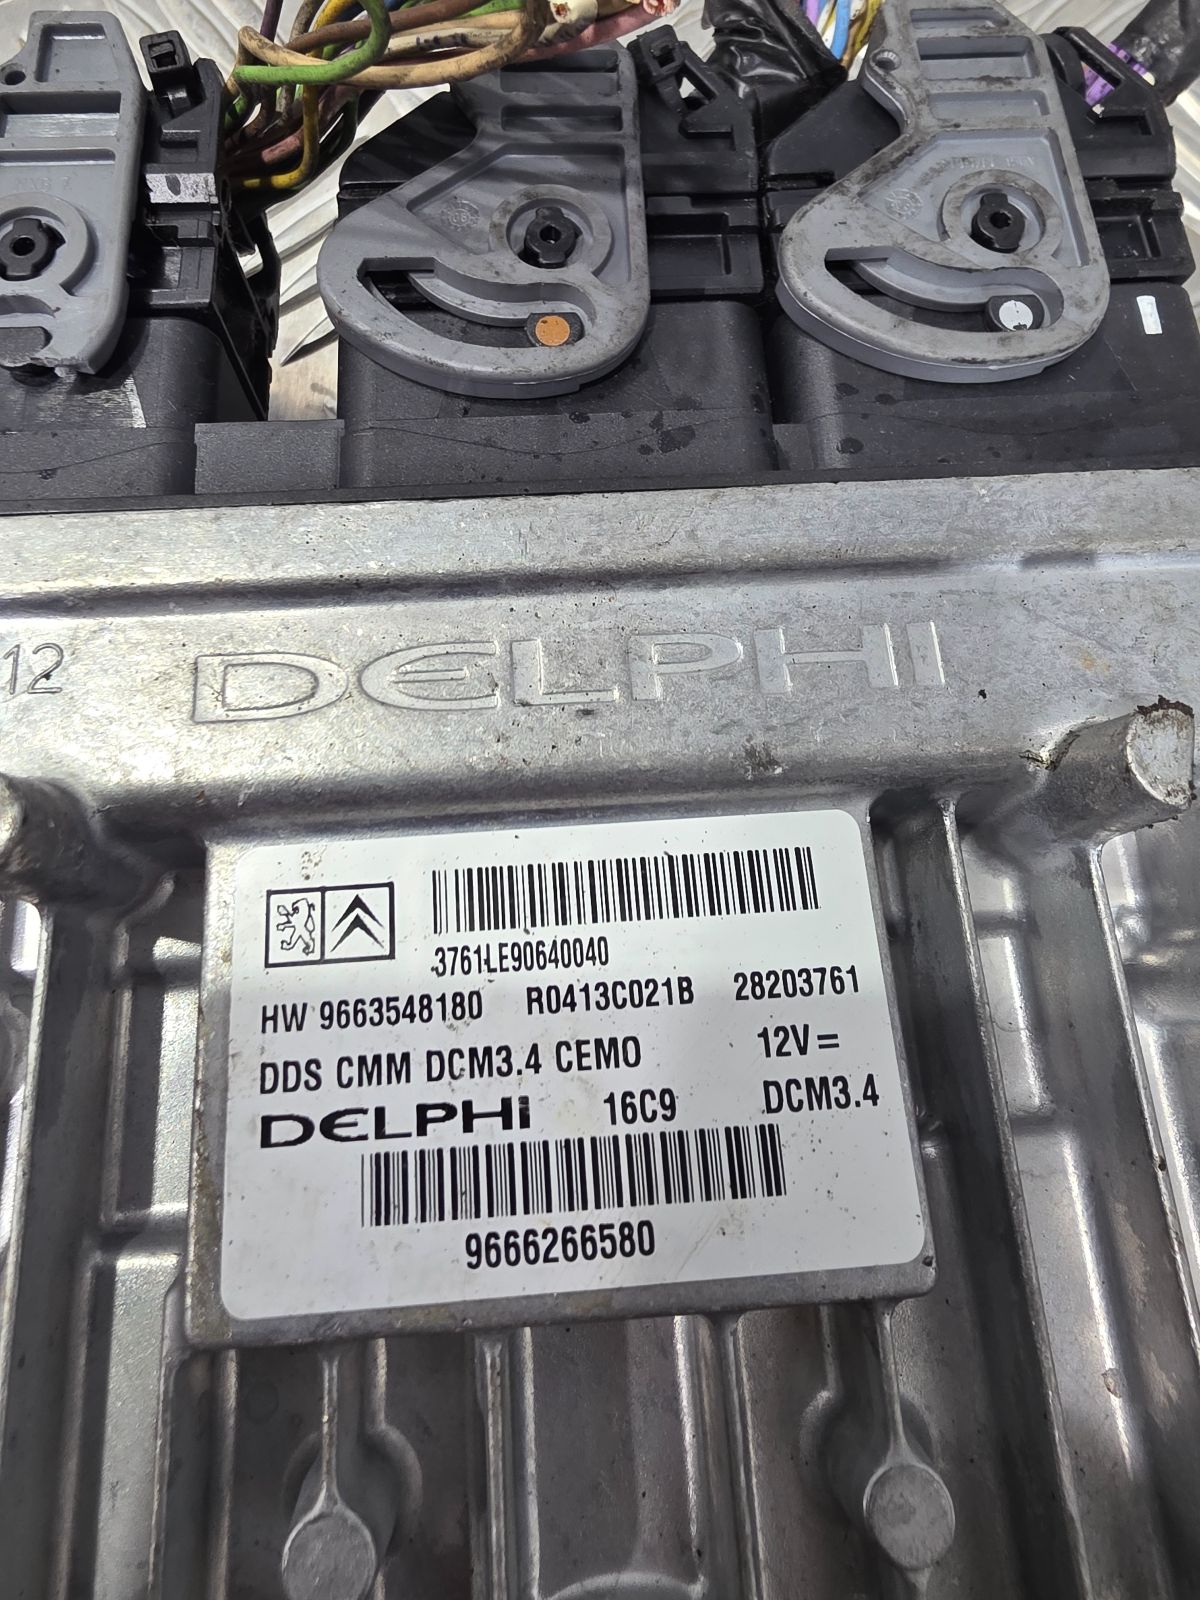 12
DELPHI
3761LE90640040
HW 9663548180 R0413C021B 28203761
DDS CMM DCM3.4 CEMO 12V=
DELPHI 16C9 DCM3.4
9666266580